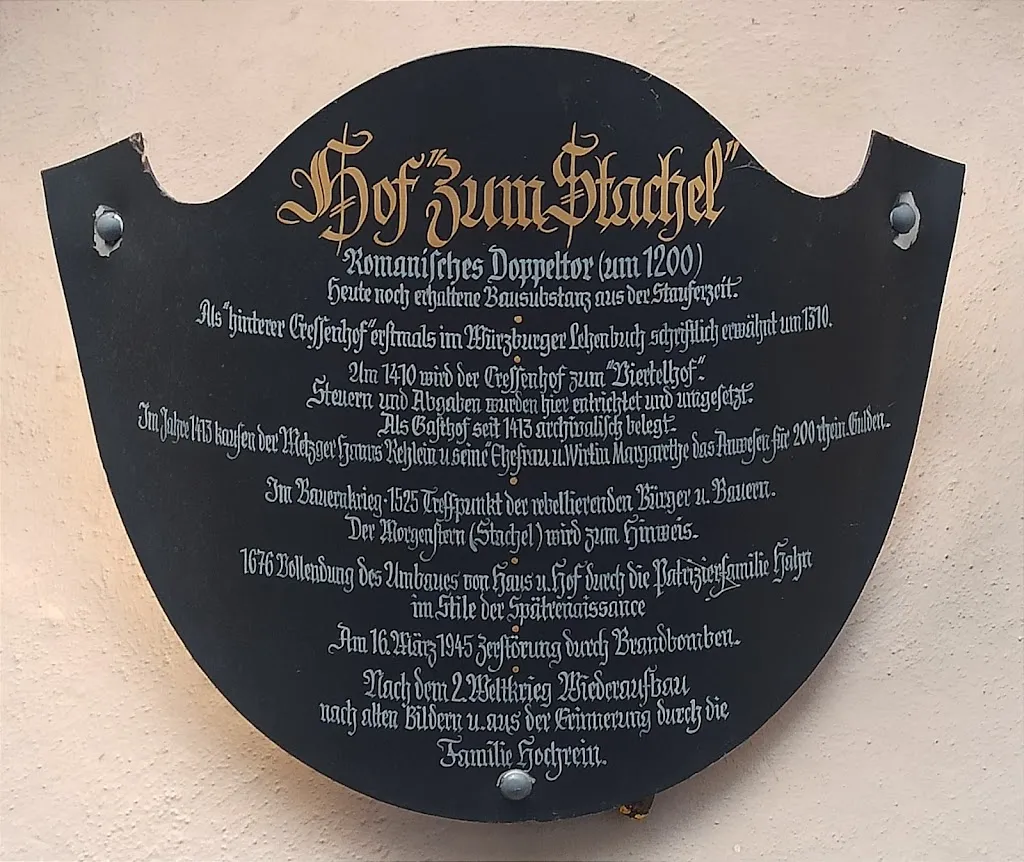 Hof "Zum Stachel"
Romanisches Doppeltor (um 1200)
Heute noch erhaltene Bausubstanz aus der Stauferzeit.
Als "hinterer Cressenhof" erstmals im Würzburger Lehenbuch schriftlich erwähnt um 1310.
Um 1410 wird der Cressenhof zum "Viertelhof".
Steuern und Abgaben wurden hier entrichtet und umgesetzt.
Als Gasthof seit 1413 archivalisch belegt.
Im Jahre 1413 kaufen der Metzger Hanns Rehlein u. seine Ehefrau u. Wirtin Margarethe das Anwesen für 200 rhein. Gulden.
Im Bauernkrieg · 1525 Treffpunkt der rebellierenden Bürger u. Bauern.
Der Morgenstern (Stachel) wird zum Hinweis.
1676 Vollendung des Umbaues von Haus u. Hof durch die Patrizierfamilie Hahn
im Stile der Spätrenaissance
Am 16. März 1945 Zerstörung durch Brandbomben.
Nach dem 2. Weltkrieg Wiederaufbau
nach alten Bildern u. aus der Erinnerung durch die
Familie Hochrein.